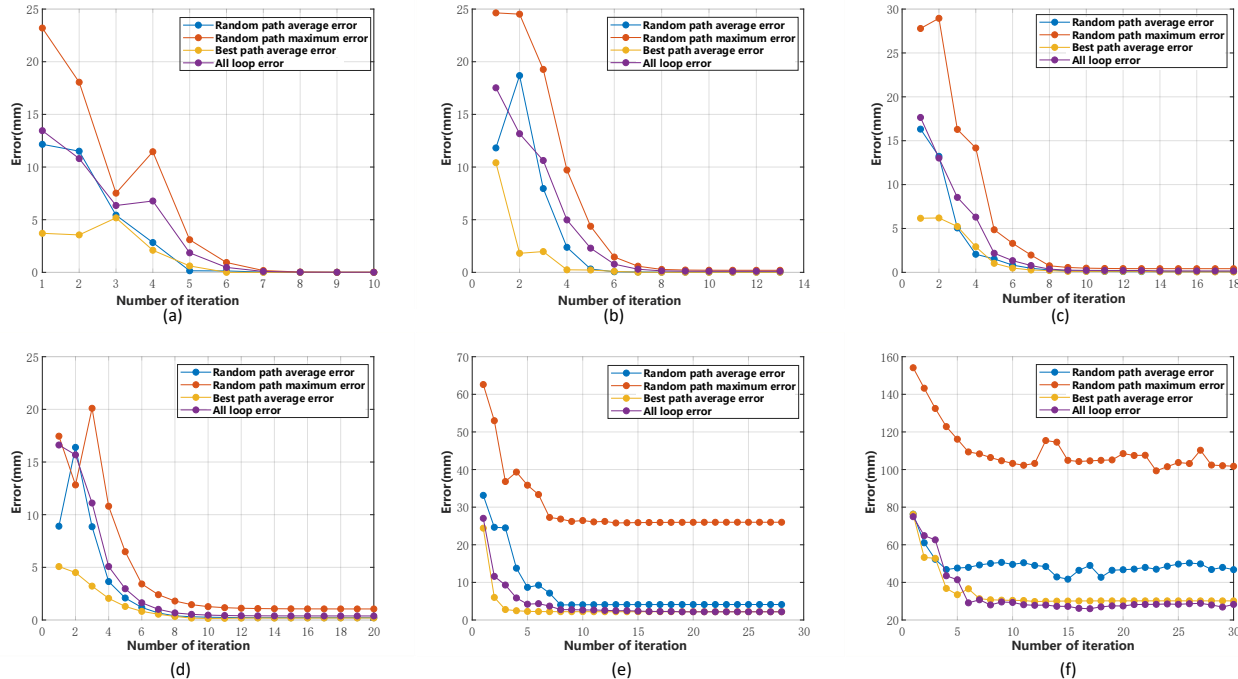 25
20
15
10
5
0
Error(mm)
Random path average error
Random path maximum error
Best path average error
All loop error
1 2 3 4 5 6 7 8 9 10
Number of iteration
(a)
25
20
15
10
5
0
Error(mm)
Random path average error
Random path maximum error
Best path average error
All loop error
0 2 4 6 8 10 12 14
Number of iteration
(b)
30
25
20
15
10
5
0
Error(mm)
Random path average error
Random path maximum error
Best path average error
All loop error
0 2 4 6 8 10 12 14 16 18
Number of iteration
(c)
25
20
15
10
5
0
Error(mm)
Random path average error
Random path maximum error
Best path average error
All loop error
0 2 4 6 8 10 12 14 16 18 20
Number of iteration
(d)
70
60
50
40
30
20
10
0
Error(mm)
Random path average error
Random path maximum error
Best path average error
All loop error
0 5 10 15 20 25 30
Number of iteration
(e)
160
140
120
100
80
60
40
20
Error(mm)
Random path average error
Random path maximum error
Best path average error
All loop error
0 5 10 15 20 25 30
Number of iteration
(f)